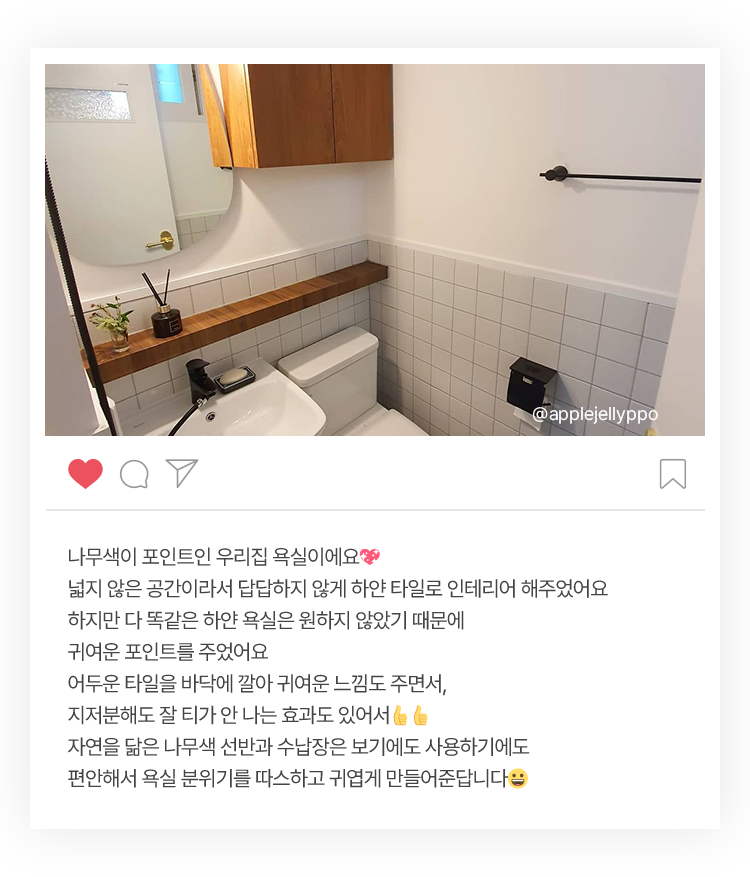 @applejellyppo
나무색이 포인트인 우리집 욕실이에요💖
넓지 않은 공간이라서 답답하지 않게 하얀 타일로 인테리어 해주었어요
하지만 다 똑같은 하얀 욕실은 원하지 않았기 때문에
귀여운 포인트를 주었어요
어두운 타일을 바닥에 깔아 귀여운 느낌도 주면서,
지저분해도 잘 티가 안 나는 효과도 있어서👍👍
자연을 닮은 나무색 선반과 수납장은 보기에도 사용하기에도
편안해서 욕실 분위기를 따스하고 귀엽게 만들어준답니다😀